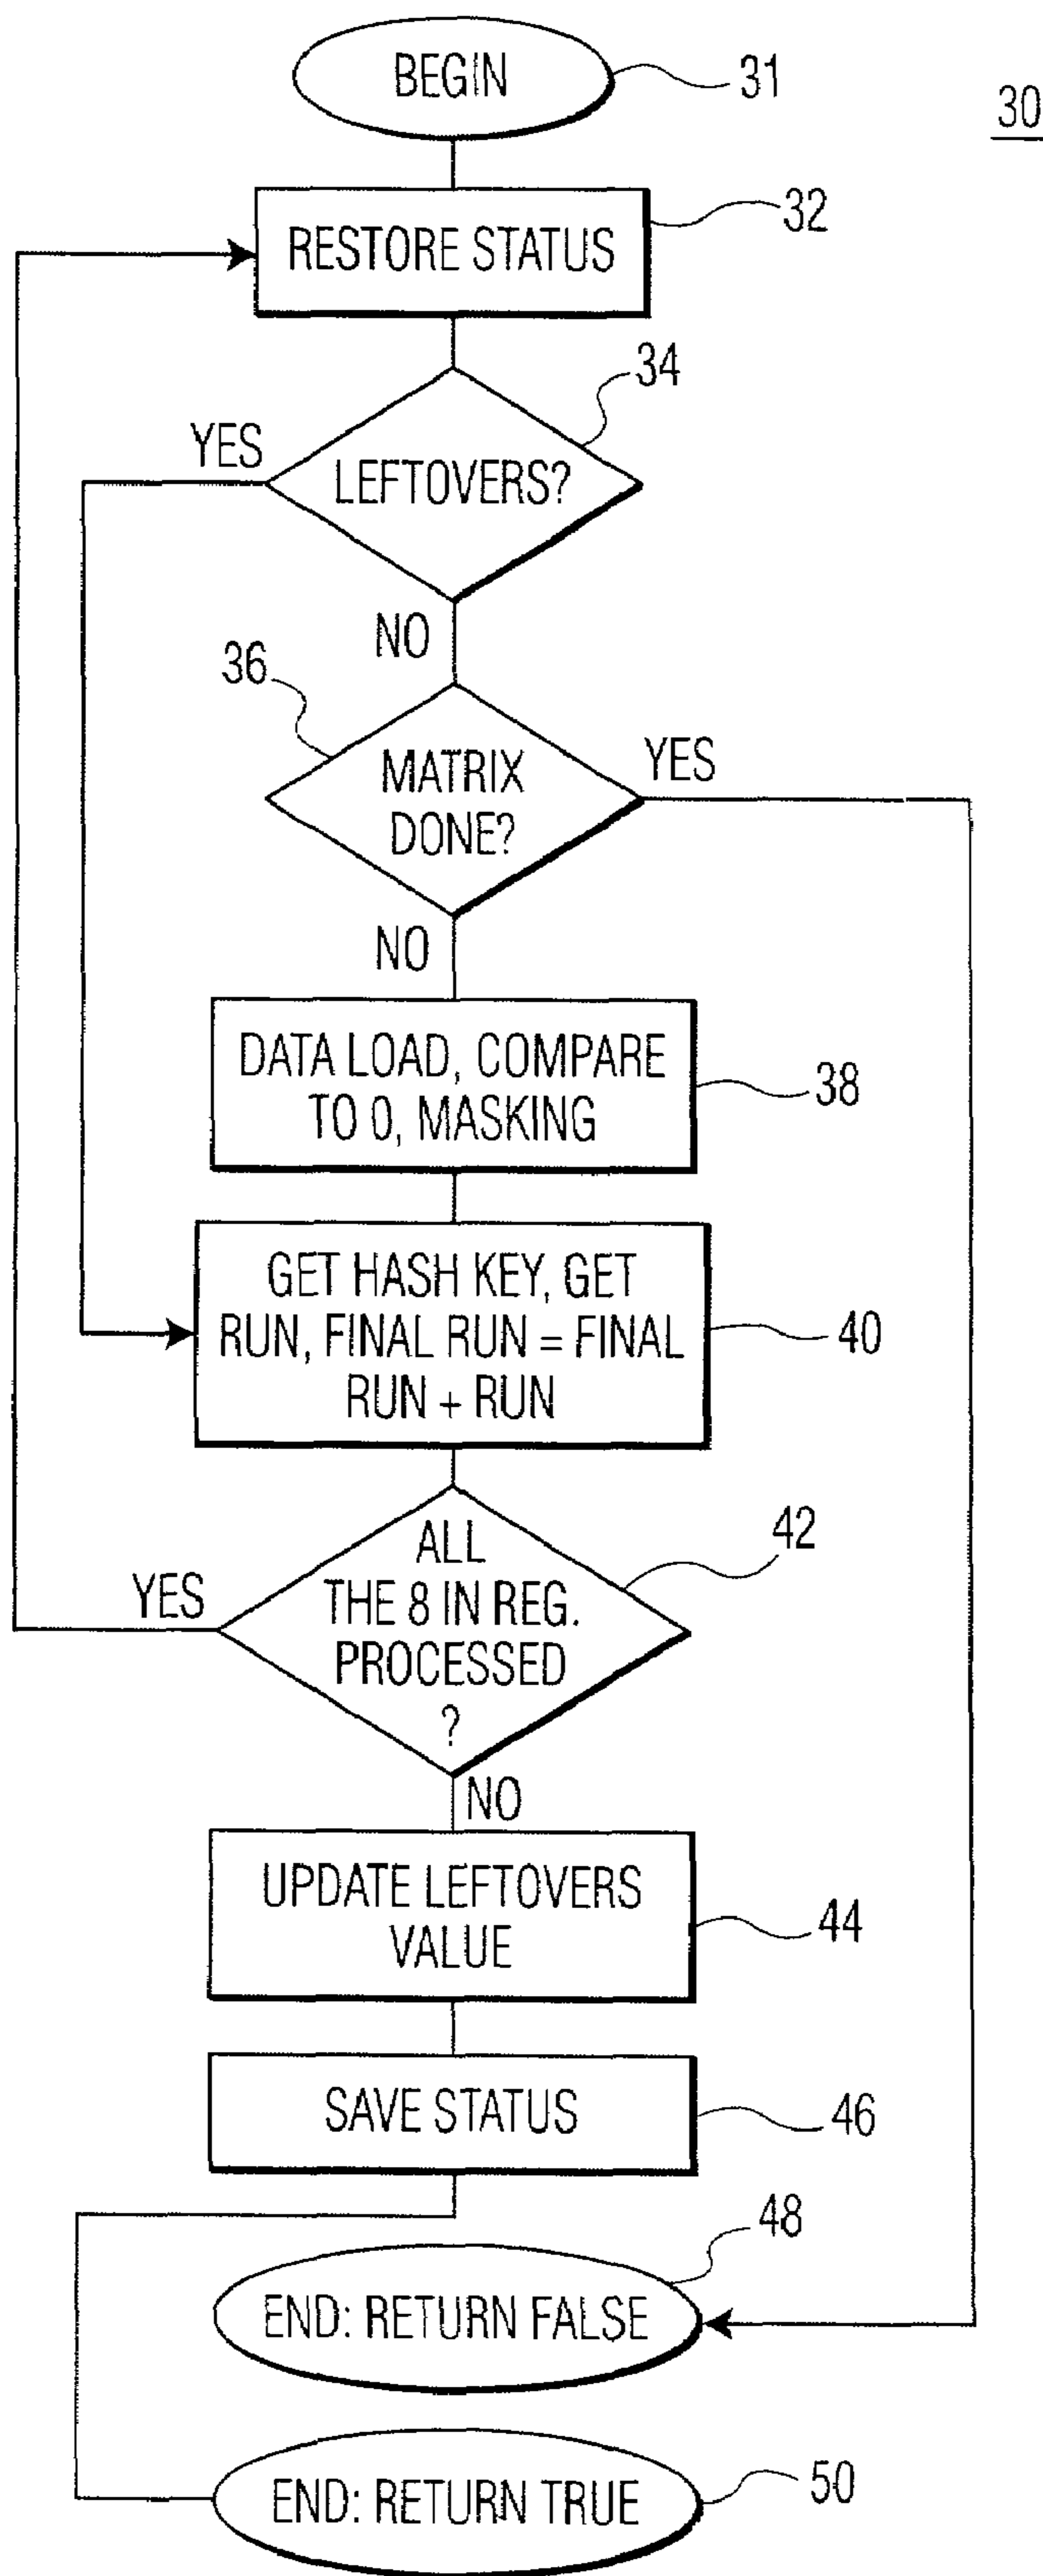 BEGIN
31
30
RESTORE STATUS
32
34
YES
LEFTOVERS?
NO
36
MATRIX
DONE?
YES
NO
DATA LOAD, COMPARE
TO 0, MASKING
38
GET HASH KEY, GET
RUN, FINAL RUN = FINAL
RUN + RUN
40
ALL
THE 8 IN REG.
PROCESSED
?
42
YES
NO
UPDATE LEFTOVERS
VALUE
44
SAVE STATUS
46
48
END: RETURN FALSE
END: RETURN TRUE
50